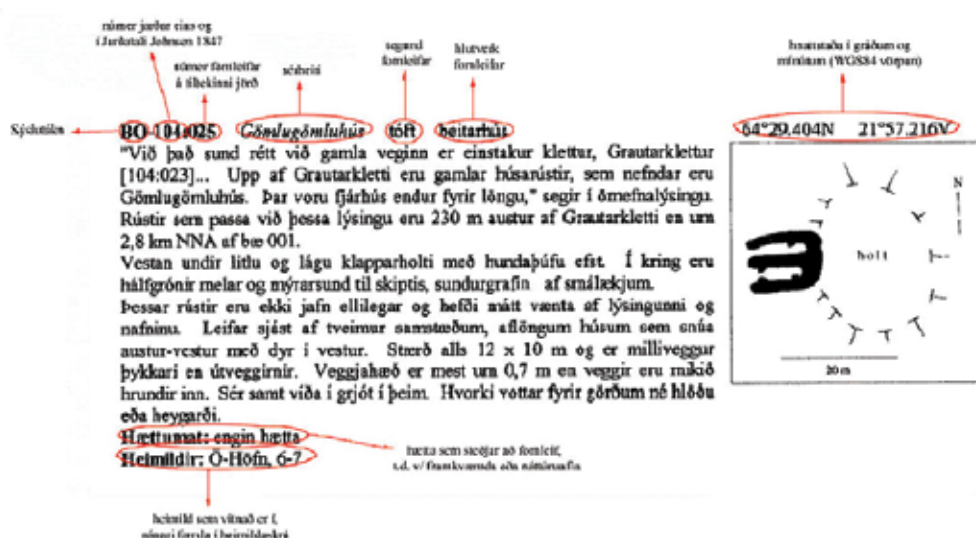 númer jarðar eins og
í Jarðatali Johnsen 1847
númer fornleifar
á tiltekinni jörð
sérheiti
tegund
fornleifar
hlutverk
fornleifar
hnattstaða í gráðum og
mínútum (WGS84 vörpun)
Sýslutákn
BO-104:025 Gömlugömluhús tóft beitarhús
64°29,404N 21°57,216V
"Við það sund rétt við gamla veginn er einstakur klettur, Grautarklettur
[104:023]... Upp af Grautarkletti eru gamlar húsarústir, sem nefndar eru
Gömlugömluhús. Þar voru fjárhús endur fyrir löngu," segir í örnefnalýsingu.
Rústir sem passa við þessa lýsingu eru 230 m austur af Grautarkletti en um
2,8 km NNA af bæ 001.
Vestan undir litlu og lágu klapparholti með hundaþúfu efst. Í kring eru
hálfgrónir melar og mýrarsund til skiptis, sundurgrafin af smálækjum.
Þessar rústir eru ekki jafn ellilegar og hefði mátt vænta af lýsingunni og
nafninu. Leifar sjást af tveimur samstæðum, aflöngum húsum sem snúa
austur-vestur með dyr í vestur. Stærð alls 12 x 10 m og er milliveggur
þykkari en útveggirnir. Veggjahæð er mest um 0,7 m en veggir eru mikið
hrundir inn. Sér samt víða í grjót í þeim. Hvorki vottar fyrir görðum né hlöðu
eða heygarði.
Hættumat: engin hætta
Heimildir: Ö-Höfn, 6-7
N
holt
20 m
hætta sem steðjar að fornleif,
t.d. v/ framkvæmda eða náttúruafla
heimild sem vitnað er í,